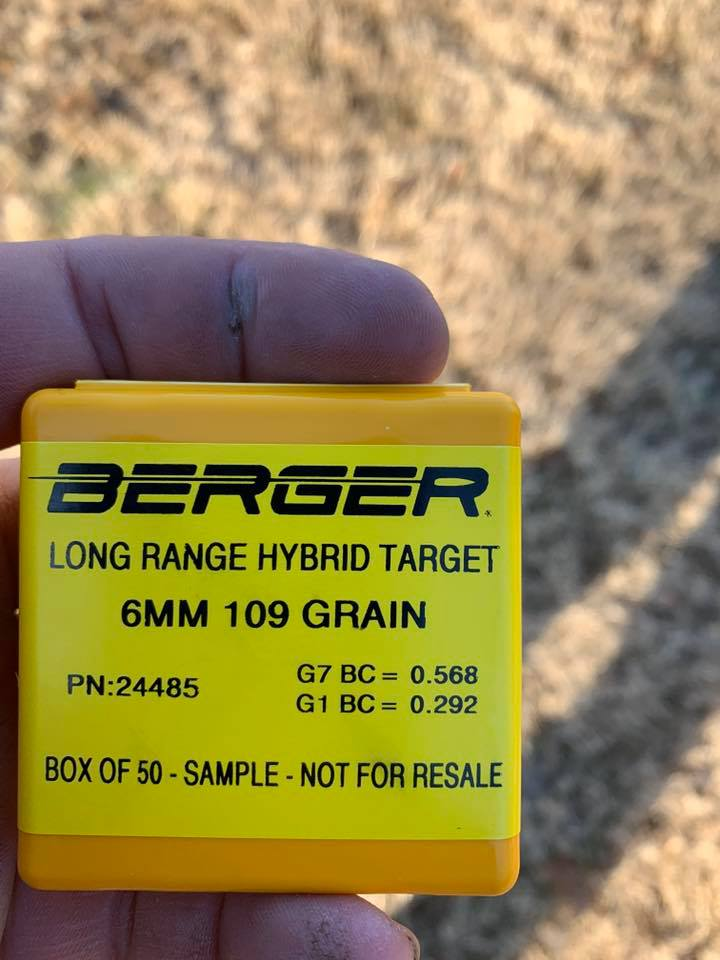 BERGER
LONG RANGE HYBRID TARGET
6MM 109 GRAIN
PN:24485
G7 BC = 0.568
G1 BC = 0.292
BOX OF 50 - SAMPLE - NOT FOR RESALE